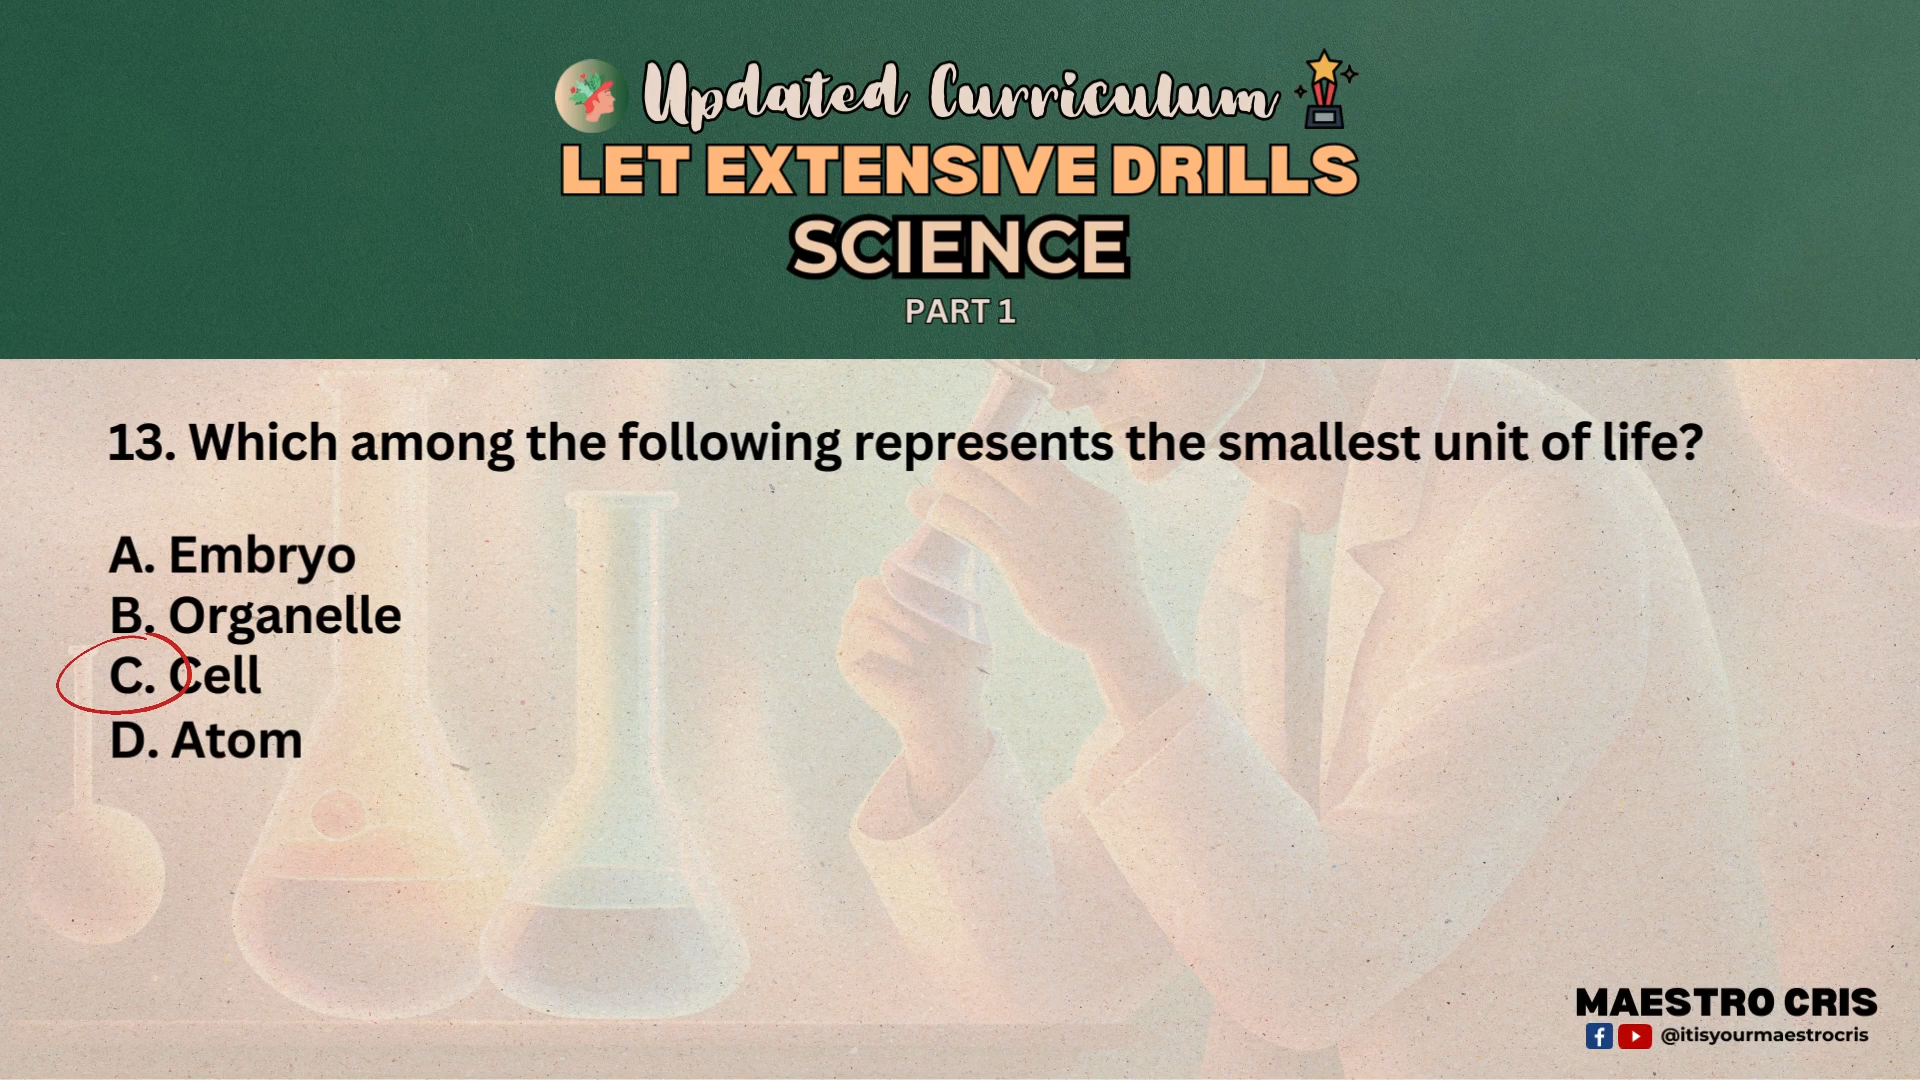 Updated Curriculum
LET EXTENSIVE DRILLS
SCIENCE
PART 1
13. Which among the following represents the smallest unit of life?
A. Embryo
B. Organelle
C. Cell
D. Atom
MAESTRO CRIS
@itisyourmaestrocris